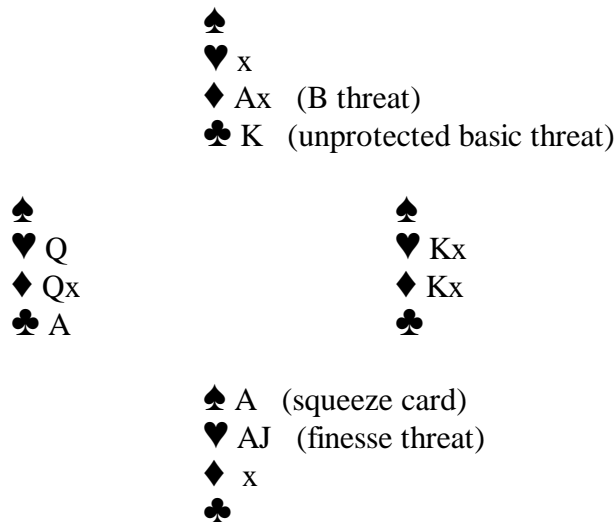 ♠
♥ x
♦ Ax (B threat)
♣ K (unprotected basic threat)
♠ ♠
♥ Q ♥ Kx
♦ Qx ♦ Kx
♣ A ♣
♠ A (squeeze card)
♥ AJ (finesse threat)
♦ x
♣